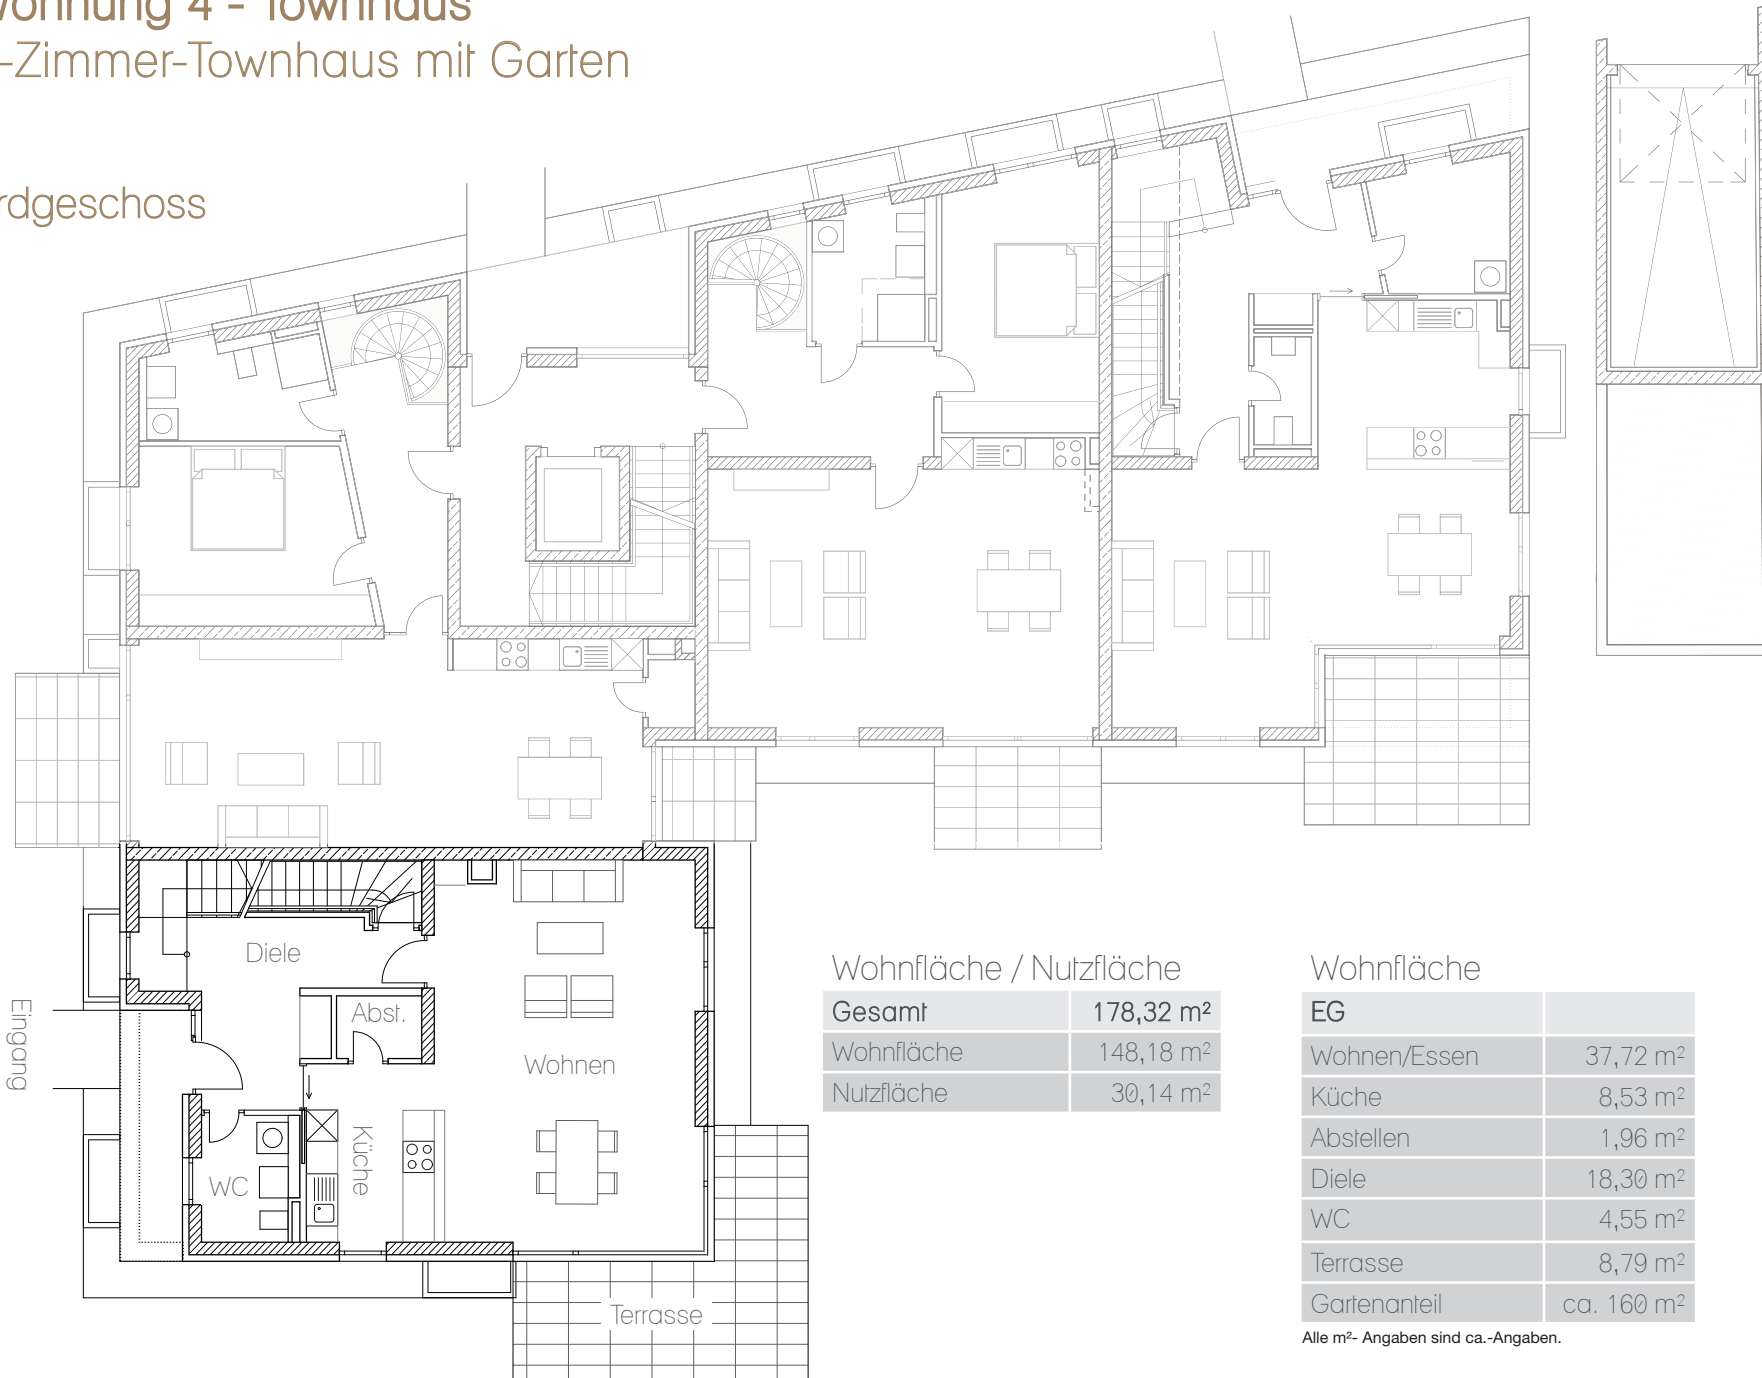 Wohnung 4 - Townhaus
-Zimmer-Townhaus mit Garten
rdgeschoss
Diele
Abst.
Wohnen
Eingang
Küche
WC
Terrasse
Wohnfläche / Nutzfläche
Gesamt 178,32 m²
Wohnfläche 148,18 m²
Nutzfläche 30,14 m²
Wohnfläche
EG
Wohnen/Essen 37,72 m²
Küche 8,53 m²
Abstellen 1,96 m²
Diele 18,30 m²
WC 4,55 m²
Terrasse 8,79 m²
Gartenanteil ca. 160 m²
Alle m²- Angaben sind ca.-Angaben.